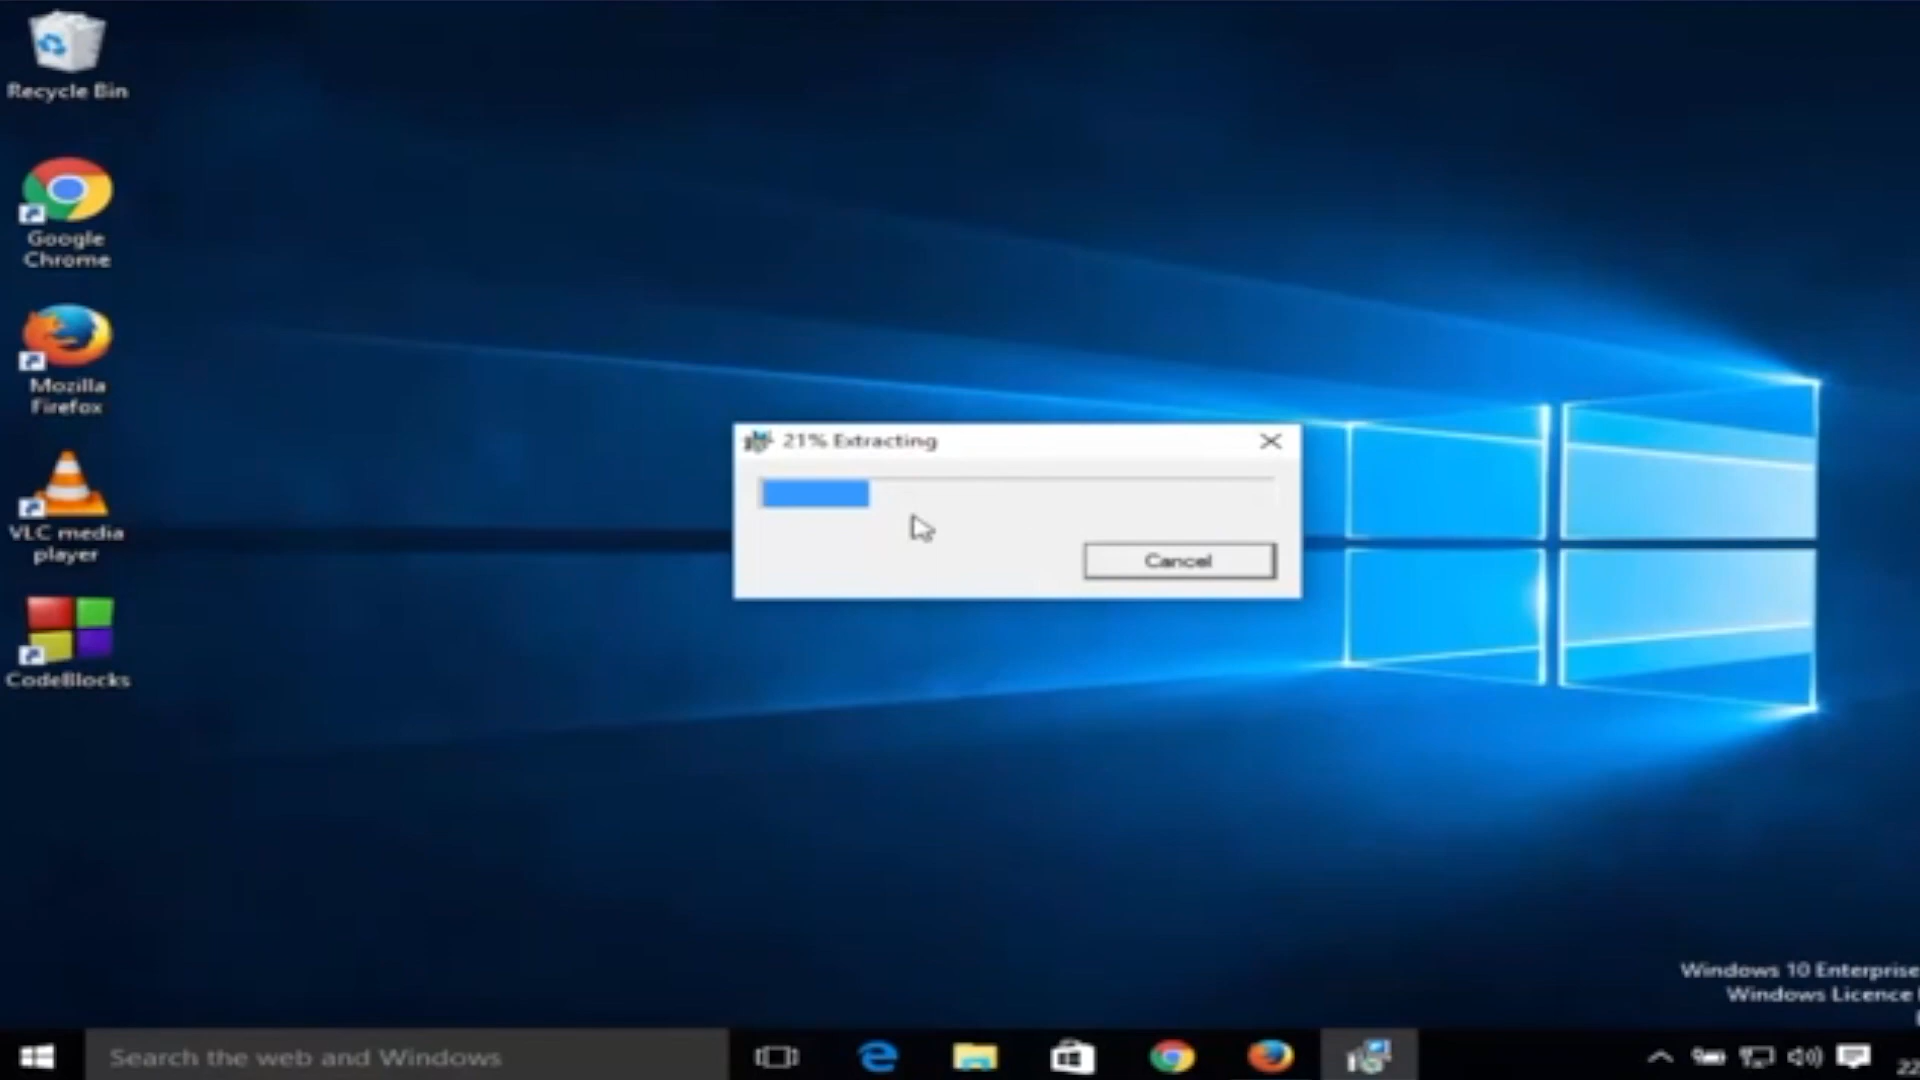 Recycle Bin
Google
Chrome
Mozilla
Firefox
VLC media
player
CodeBlocks
21% Extracting
Cancel
Windows 10 Enterprise
Windows Licence
Search the web and Windows
22